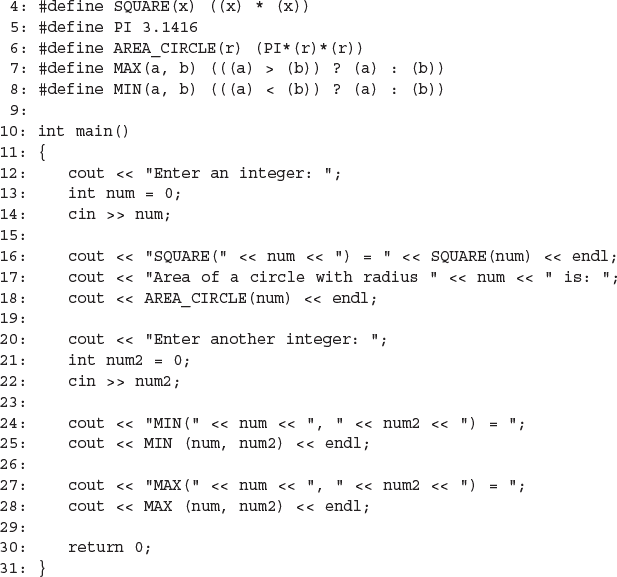 4: #define SQUARE(x) ((x) * (x))
5: #define PI 3.1416
6: #define AREA_CIRCLE(r) (PI*(r)*(r))
7: #define MAX(a, b) (((a) > (b)) ? (a) : (b))
8: #define MIN(a, b) (((a) < (b)) ? (a) : (b))
9:
10: int main()
11: {
12:    cout << "Enter an integer: ";
13:    int num = 0;
14:    cin >> num;
15:
16:    cout << "SQUARE(" << num << ") = " << SQUARE(num) << endl;
17:    cout << "Area of a circle with radius " << num << " is: ";
18:    cout << AREA_CIRCLE(num) << endl;
19:
20:    cout << "Enter another integer: ";
21:    int num2 = 0;
22:    cin >> num2;
23:
24:    cout << "MIN(" << num << ", " << num2 << ") = ";
25:    cout << MIN (num, num2) << endl;
26:
27:    cout << "MAX(" << num << ", " << num2 << ") = ";
28:    cout << MAX (num, num2) << endl;
29:
30:    return 0;
31: }